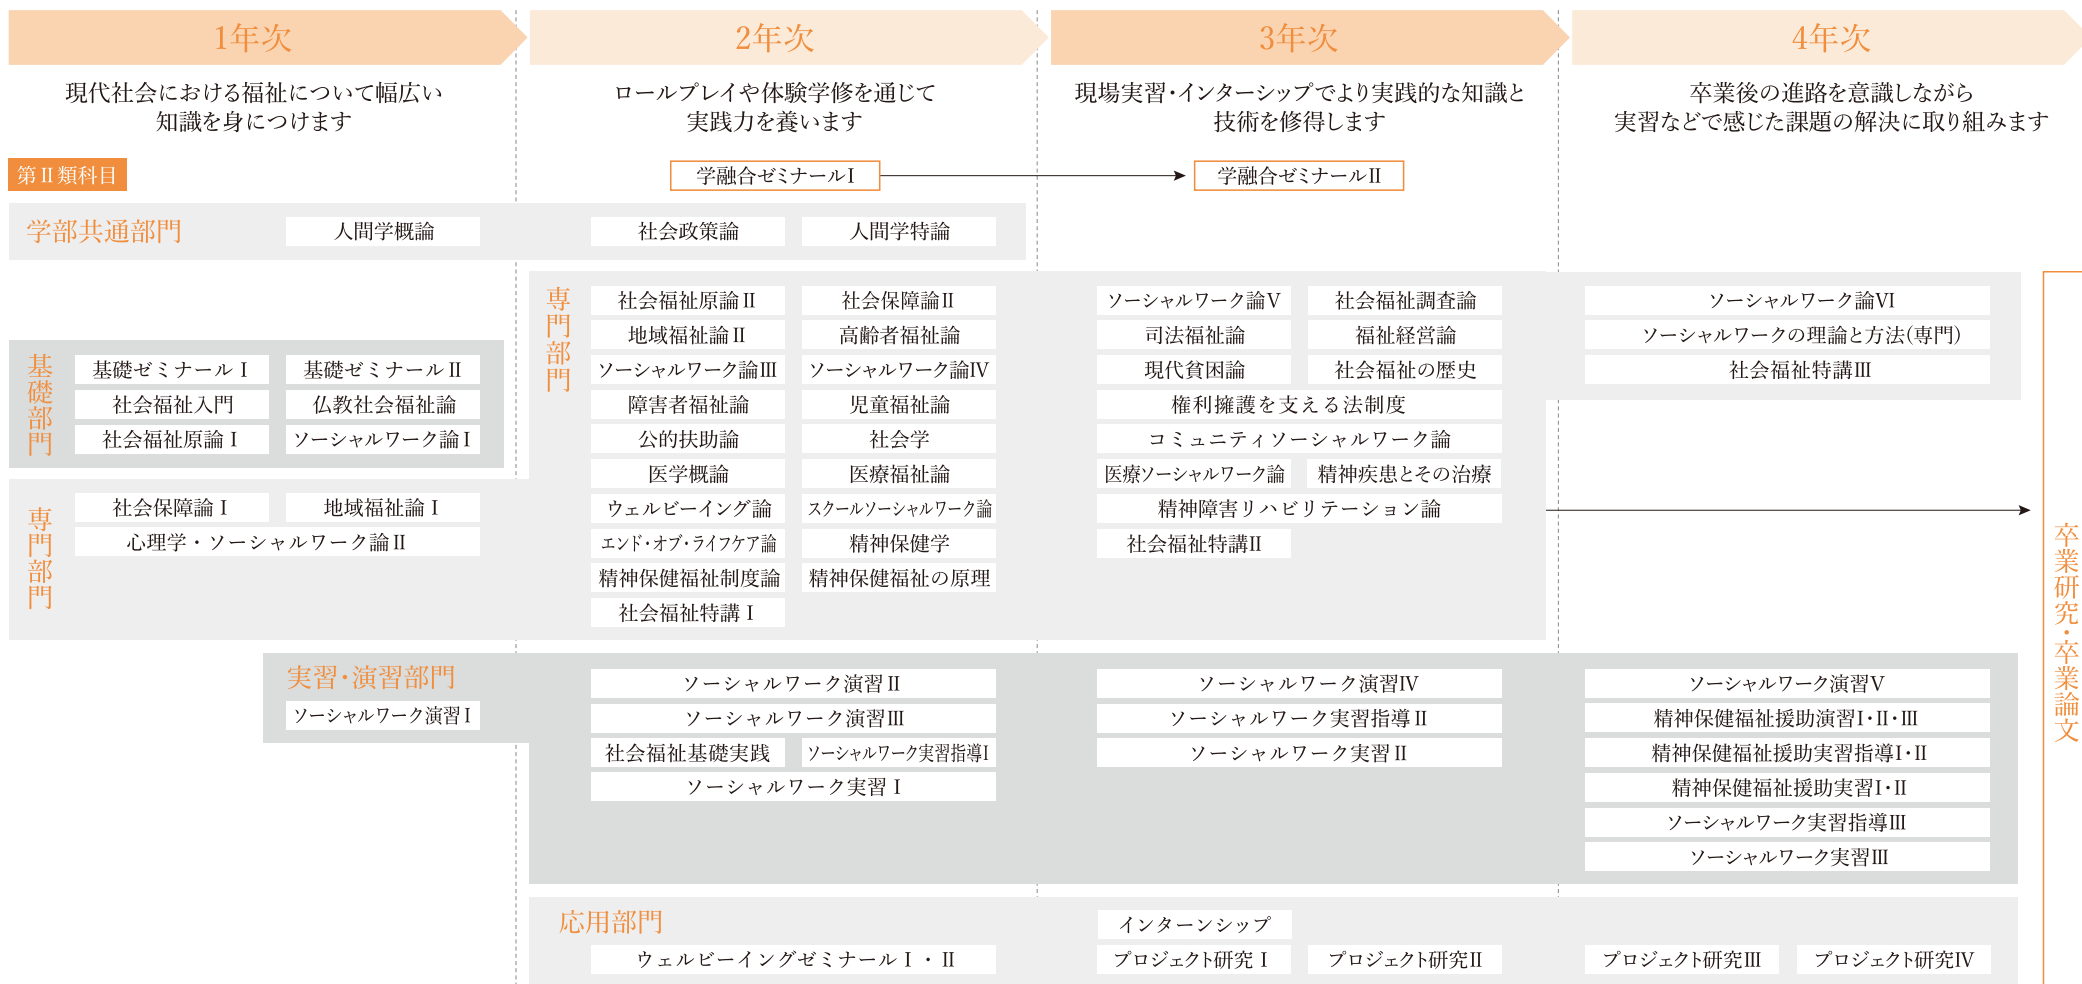 1年次
2年次
3年次
4年次
現代社会における福祉について幅広い
知識を身につけます
ロールプレイや体験学修を通じて
実践力を養います
現場実習・インターシップでより実践的な知識と
技術を修得します
卒業後の進路を意識しながら
実習などで感じた課題の解決に取り組みます
第Ⅱ類科目
学融合ゼミナールⅠ
学融合ゼミナールⅡ
学部共通部門
人間学概論
社会政策論
人間学特論
基礎部門
基礎ゼミナールⅠ
基礎ゼミナールⅡ
社会福祉入門
仏教社会福祉論
社会福祉原論Ⅰ
ソーシャルワーク論Ⅰ
専門部門
社会保障論Ⅰ
地域福祉論Ⅰ
心理学・ソーシャルワーク論Ⅱ
専門部門
社会福祉原論Ⅱ
社会保障論Ⅱ
地域福祉論Ⅱ
高齢者福祉論
ソーシャルワーク論Ⅲ
ソーシャルワーク論Ⅳ
障害者福祉論
児童福祉論
公的扶助論
社会学
医学概論
医療福祉論
ウェルビーイング論
スクールソーシャルワーク論
エンド・オブ・ライフケア論
精神保健学
精神保健福祉制度論
精神保健福祉の原理
社会福祉特講Ⅰ
ソーシャルワーク論Ⅴ
社会福祉調査論
司法福祉論
福祉経営論
現代貧困論
社会福祉の歴史
権利擁護を支える法制度
コミュニティソーシャルワーク論
医療ソーシャルワーク論
精神疾患とその治療
精神障害リハビリテーション論
社会福祉特講Ⅱ
ソーシャルワーク論Ⅵ
ソーシャルワークの理論と方法(専門)
社会福祉特講Ⅲ
実習・演習部門
ソーシャルワーク演習Ⅰ
ソーシャルワーク演習Ⅱ
ソーシャルワーク演習Ⅲ
社会福祉基礎実践
ソーシャルワーク実習指導Ⅰ
ソーシャルワーク実習Ⅰ
ソーシャルワーク演習Ⅳ
ソーシャルワーク実習指導Ⅱ
ソーシャルワーク実習Ⅱ
ソーシャルワーク演習Ⅴ
精神保健福祉援助演習Ⅰ・Ⅱ・Ⅲ
精神保健福祉援助実習指導Ⅰ・Ⅱ
精神保健福祉援助実習Ⅰ・Ⅱ
ソーシャルワーク実習指導Ⅲ
ソーシャルワーク実習Ⅲ
応用部門
ウェルビーイングゼミナールⅠ・Ⅱ
インターンシップ
プロジェクト研究Ⅰ
プロジェクト研究Ⅱ
プロジェクト研究Ⅲ
プロジェクト研究Ⅳ
卒業研究・卒業論文